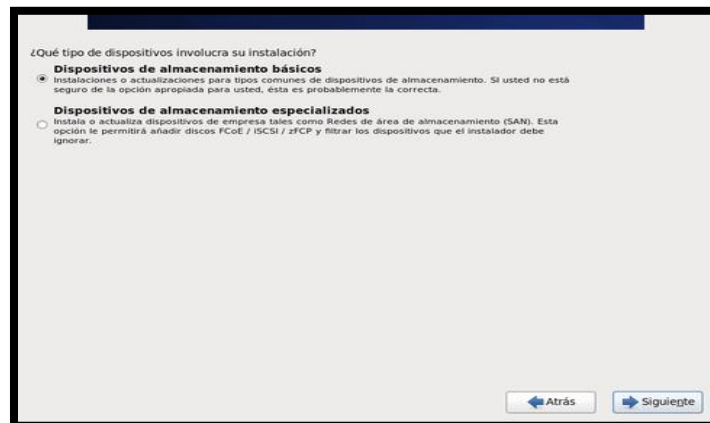 ¿Qué tipo de dispositivos involucra su instalación?
Dispositivos de almacenamiento básicos
Instalaciones o actualizaciones para tipos comunes de dispositivos de almacenamiento. Si usted no está
seguro de la opción apropiada para usted, ésta es probablemente la correcta.
Dispositivos de almacenamiento especializados
Instala o actualiza dispositivos de empresa tales como Redes de área de almacenamiento (SAN). Esta
opción le permitirá añadir discos FCoE / iSCSI / zFCP y filtrar los dispositivos que el instalador debe
ignorar.
Atrás
Siguiente